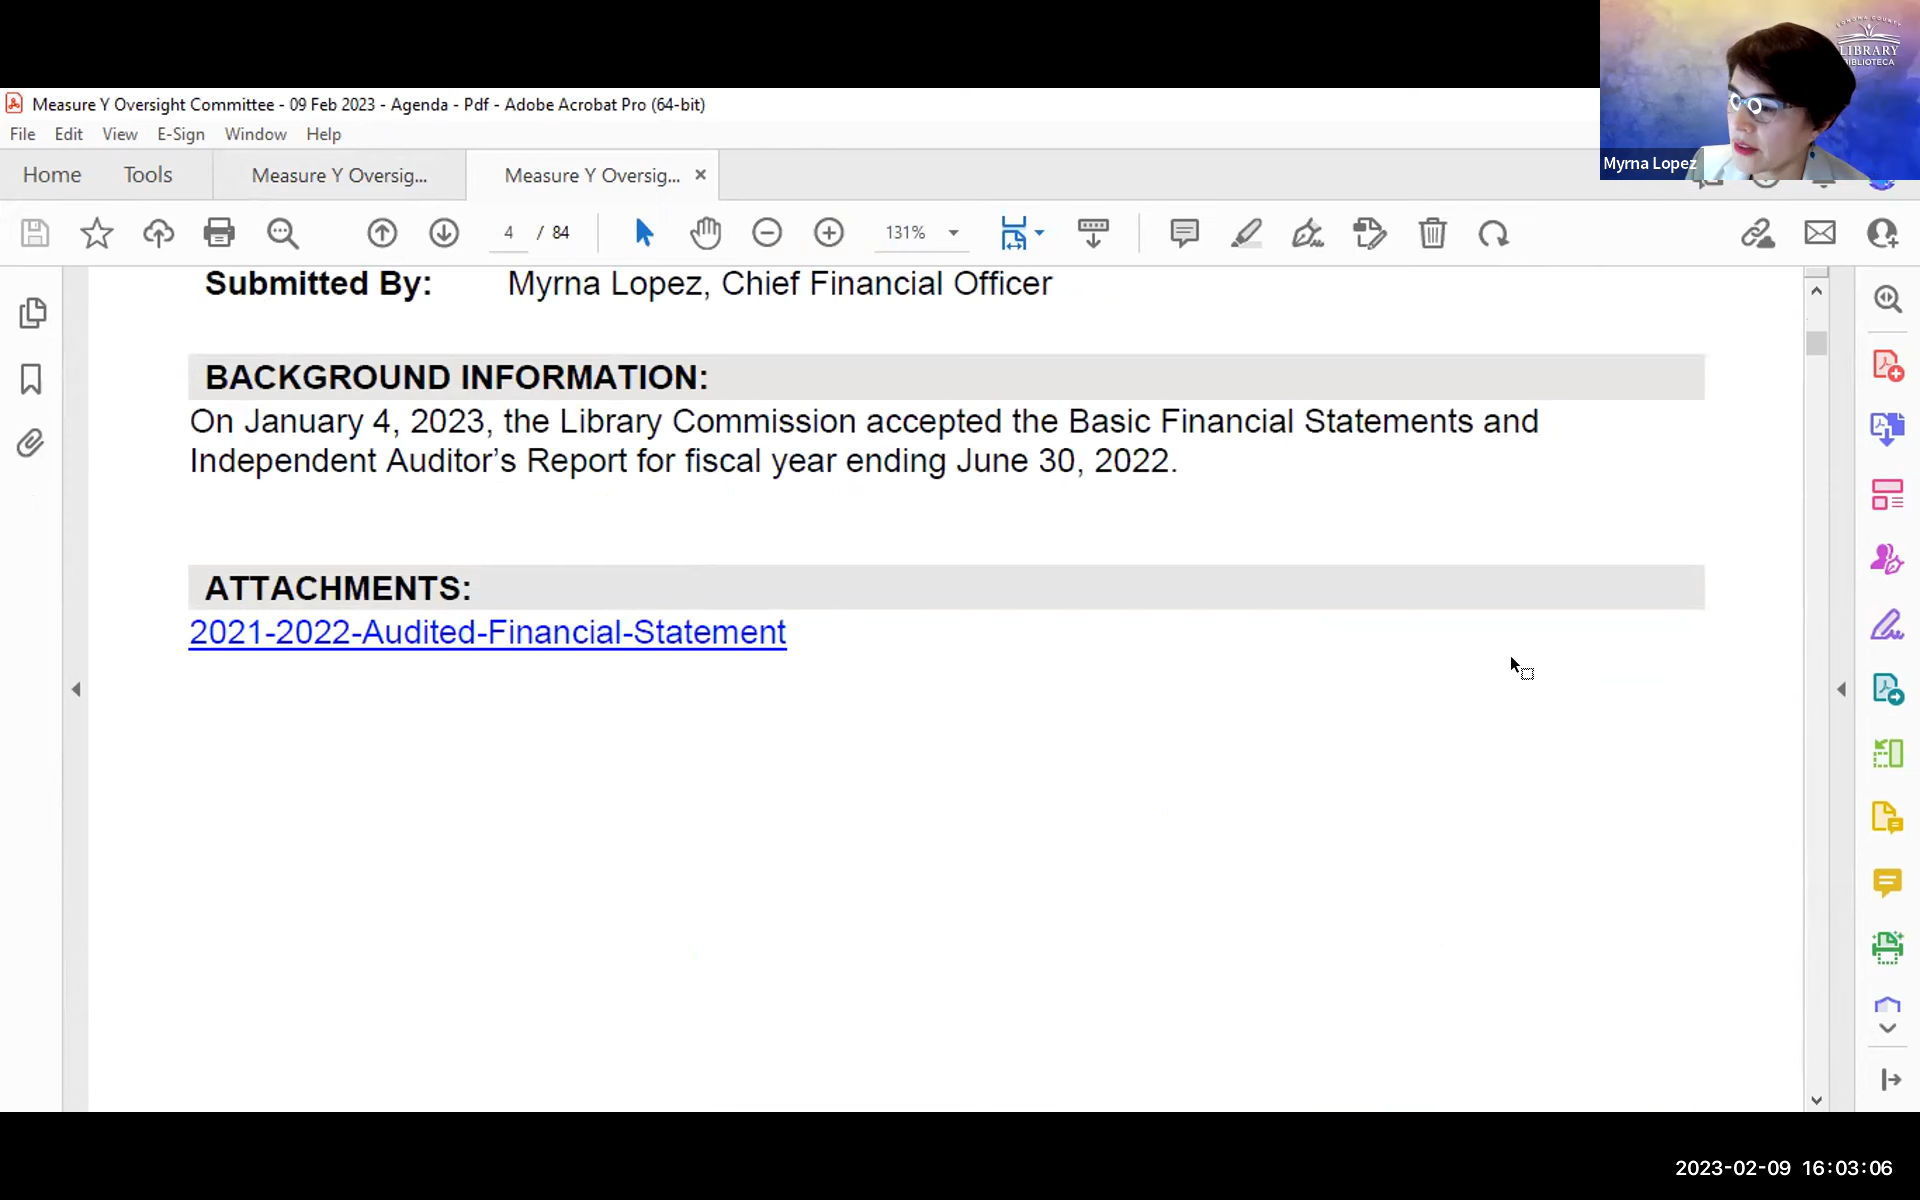 SONOMA COUNTY
LIBRARY
BIBLIOTECA
Myrna Lopez
Measure Y Oversight Committee - 09 Feb 2023 - Agenda - Pdf - Adobe Acrobat Pro (64-bit)
File Edit View E-Sign Window Help
Home Tools Measure Y Oversig... Measure Y Oversig... ×
4 / 84 131%
Submitted By: Myrna Lopez, Chief Financial Officer
BACKGROUND INFORMATION:
On January 4, 2023, the Library Commission accepted the Basic Financial Statements and
Independent Auditor’s Report for fiscal year ending June 30, 2022.
ATTACHMENTS:
2021-2022-Audited-Financial-Statement
2023-02-09 16:03:06